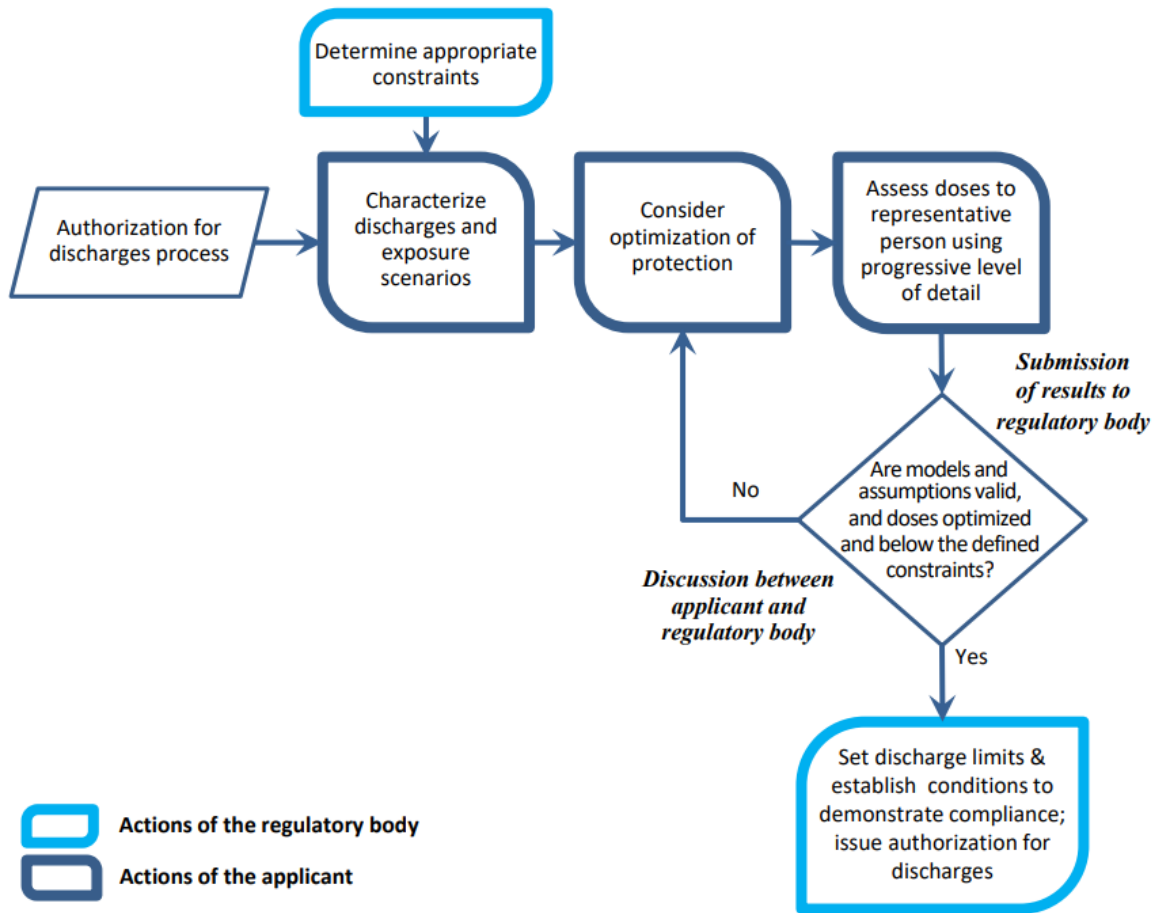 Determine appropriate
constraints
Authorization for
discharges process
Characterize
discharges and
exposure
scenarios
Consider
optimization of
protection
Assess doses to
representative
person using
progressive level
of detail
Submission
of results to
regulatory body
Are models and
assumptions valid,
and doses optimized
and below the defined
constraints?
No
Discussion between
applicant and
regulatory body
Yes
Set discharge limits &
establish conditions to
demonstrate compliance;
issue authorization for
discharges
Actions of the regulatory body
Actions of the applicant